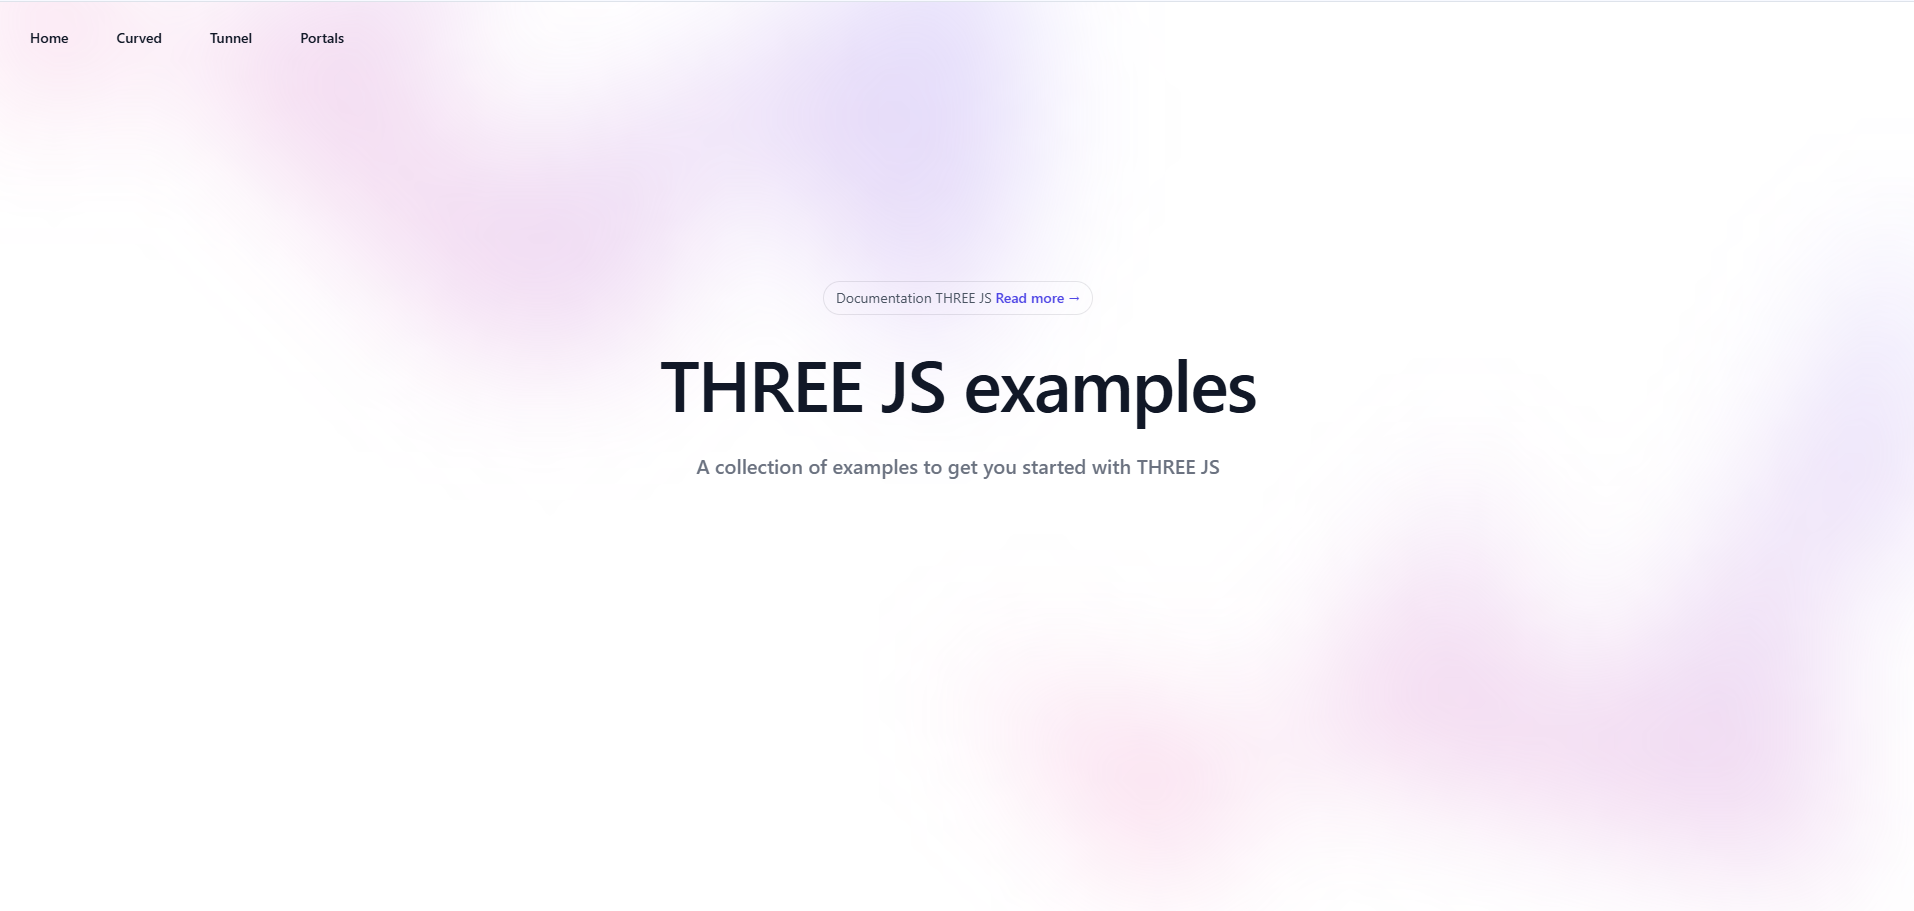 Home Curved Tunnel Portals
Documentation THREE JS Read more →
THREE JS examples
A collection of examples to get you started with THREE JS